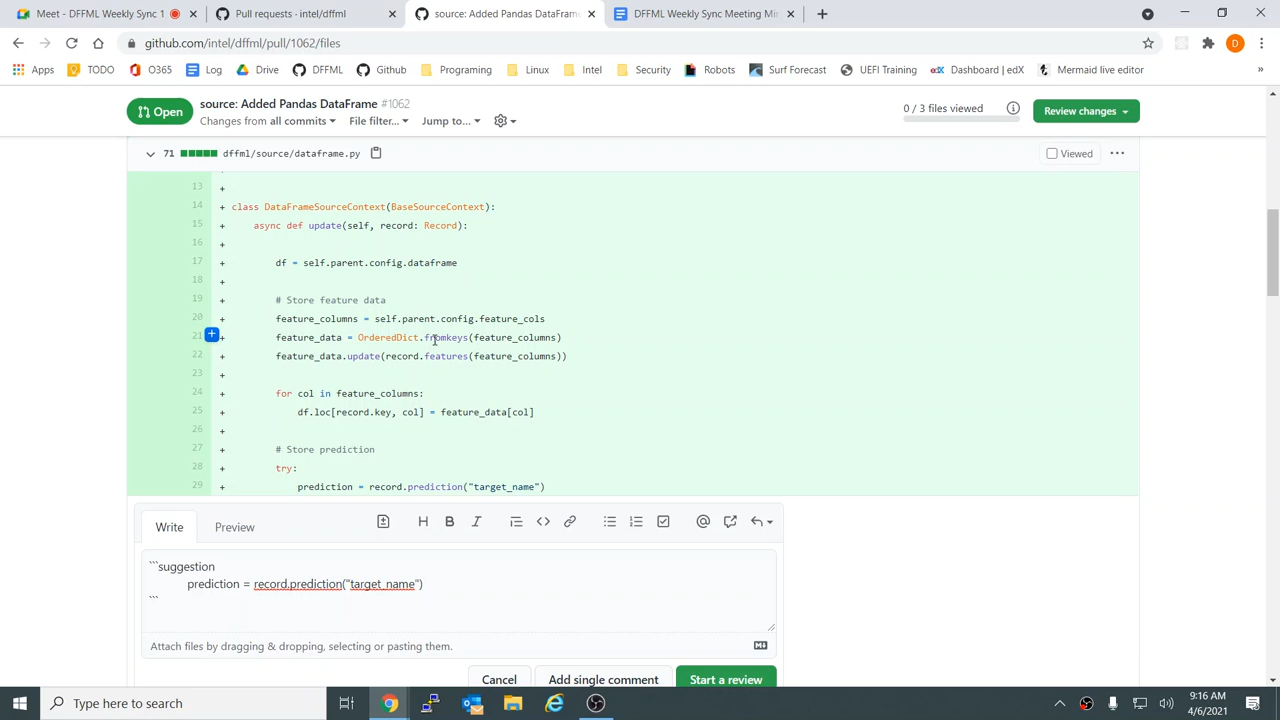 Meet - DFFML Weekly Sync 1
Pull requests · intel/dffml
source: Added Pandas DataFrame
DFFML Weekly Sync Meeting Min
github.com/intel/dffml/pull/1062/files
D
Apps
TODO
O365
Log
Drive
DFFML
Github
Programing
Linux
Intel
Security
Robots
Surf Forecast
UEFI Training
edX
Dashboard | edX
Mermaid live editor
»
Open
source: Added Pandas DataFrame #1062
Changes from all commits
File filter...
Jump to...
0 / 3 files viewed
Review changes
71
dffml/source/dataframe.py
Viewed
13 +
14 + class DataFrameSourceContext(BaseSourceContext):
15 + async def update(self, record: Record):
16 +
17 + df = self.parent.config.dataframe
18 +
19 + # Store feature data
20 + feature_columns = self.parent.config.feature_cols
21 + feature_data = OrderedDict.fromkeys(feature_columns)
22 + feature_data.update(record.features(feature_columns))
23 +
24 + for col in feature_columns:
25 + df.loc[record.key, col] = feature_data[col]
26 +
27 + # Store prediction
28 + try:
29 + prediction = record.prediction("target_name")
Write
Preview
```suggestion
prediction = record.prediction("target_name")
```
Attach files by dragging & dropping, selecting or pasting them.
Cancel
Add single comment
Start a review
Type here to search
9:16 AM
4/6/2021